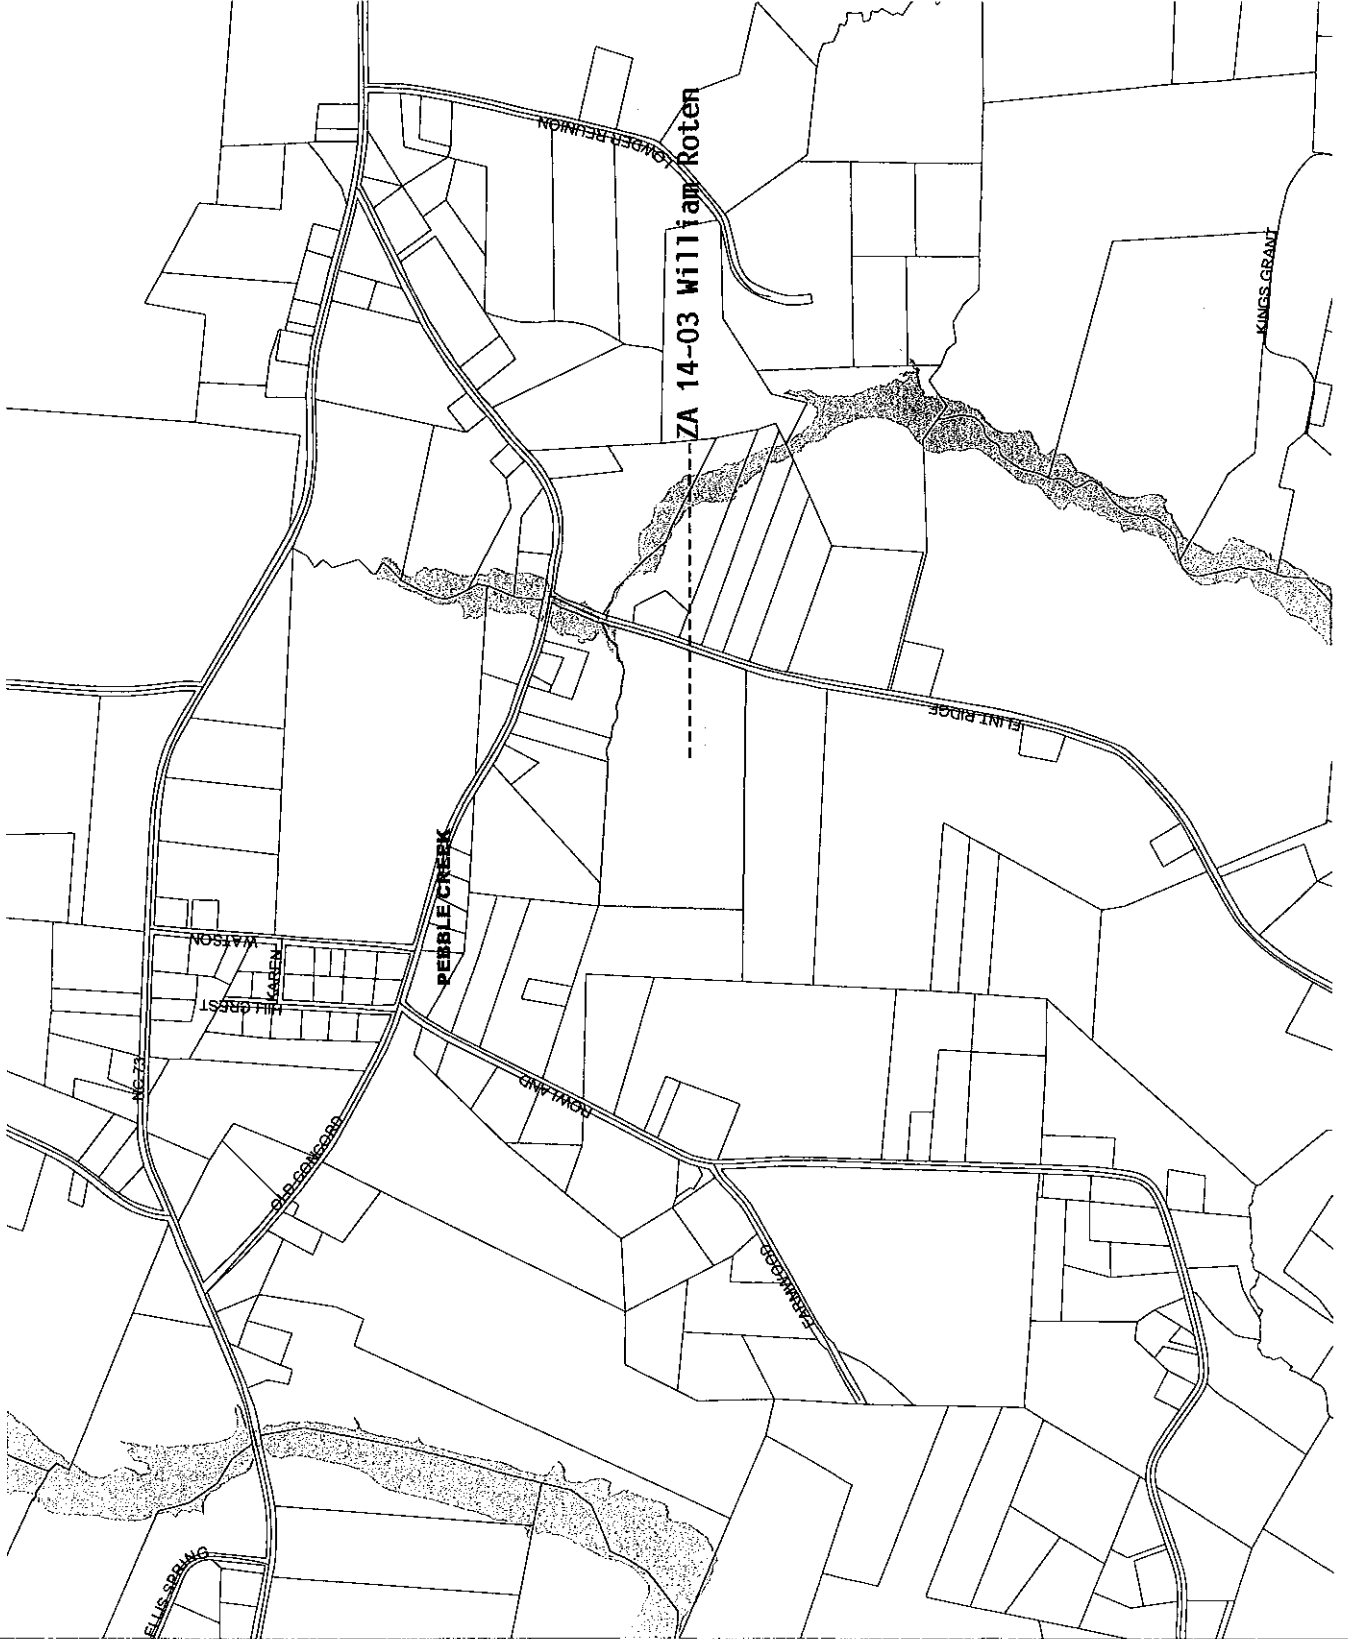 LOWDER REUNION
ZA 14-03 William Roten
KINGS GRANT
FLINT RIDGE
PEBBLE CREEK
WATSON
KAREN
HILLCREST
NC 73
ROWLAND
OLD CONCORD
FARMWOOD
ELLIS SPRING